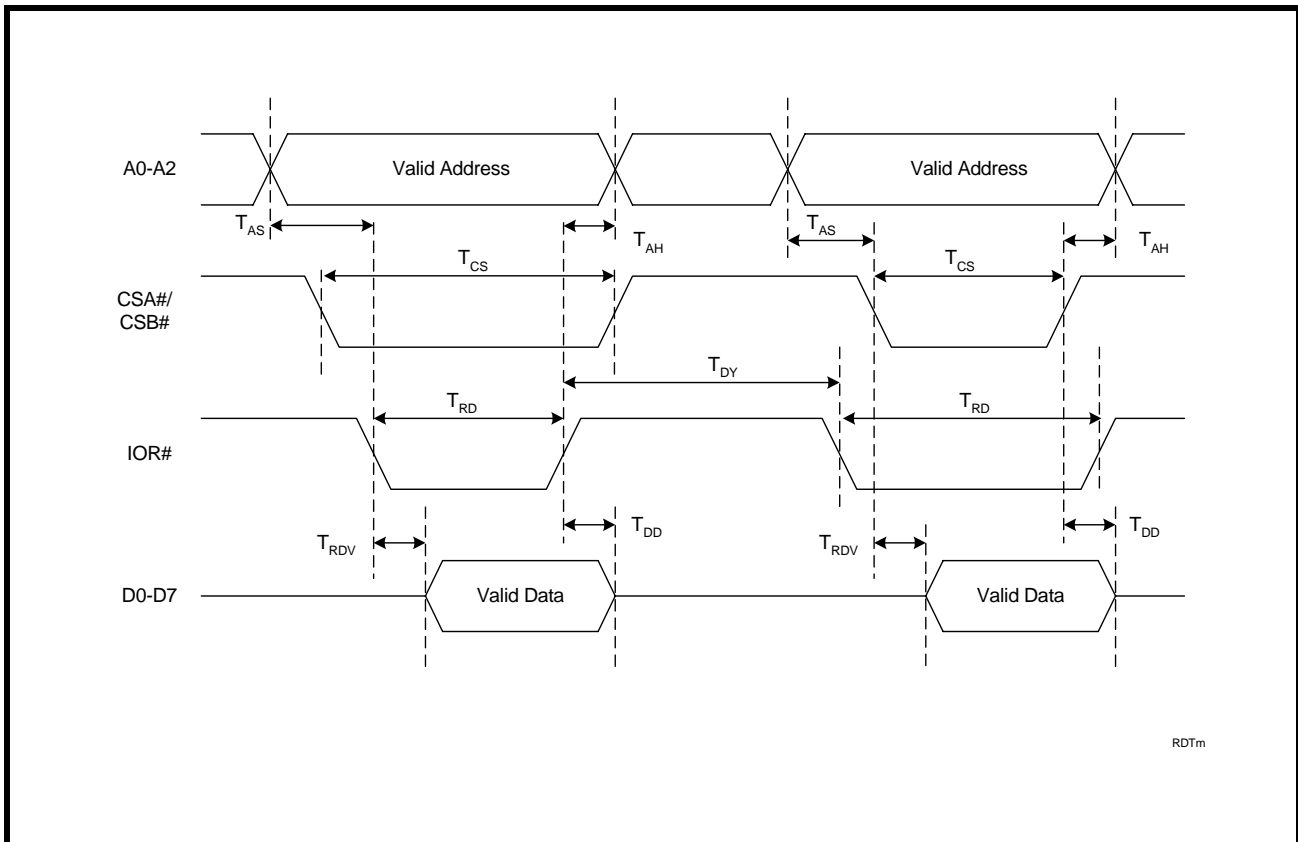 A0-A2
Valid Address
Valid Address
TAS
TAH
TAS
TAH
TCS
TCS
CSA#/
CSB#
TDY
TRD
TRD
IOR#
TRDV
TDD
TRDV
TDD
D0-D7
Valid Data
Valid Data
RDTm